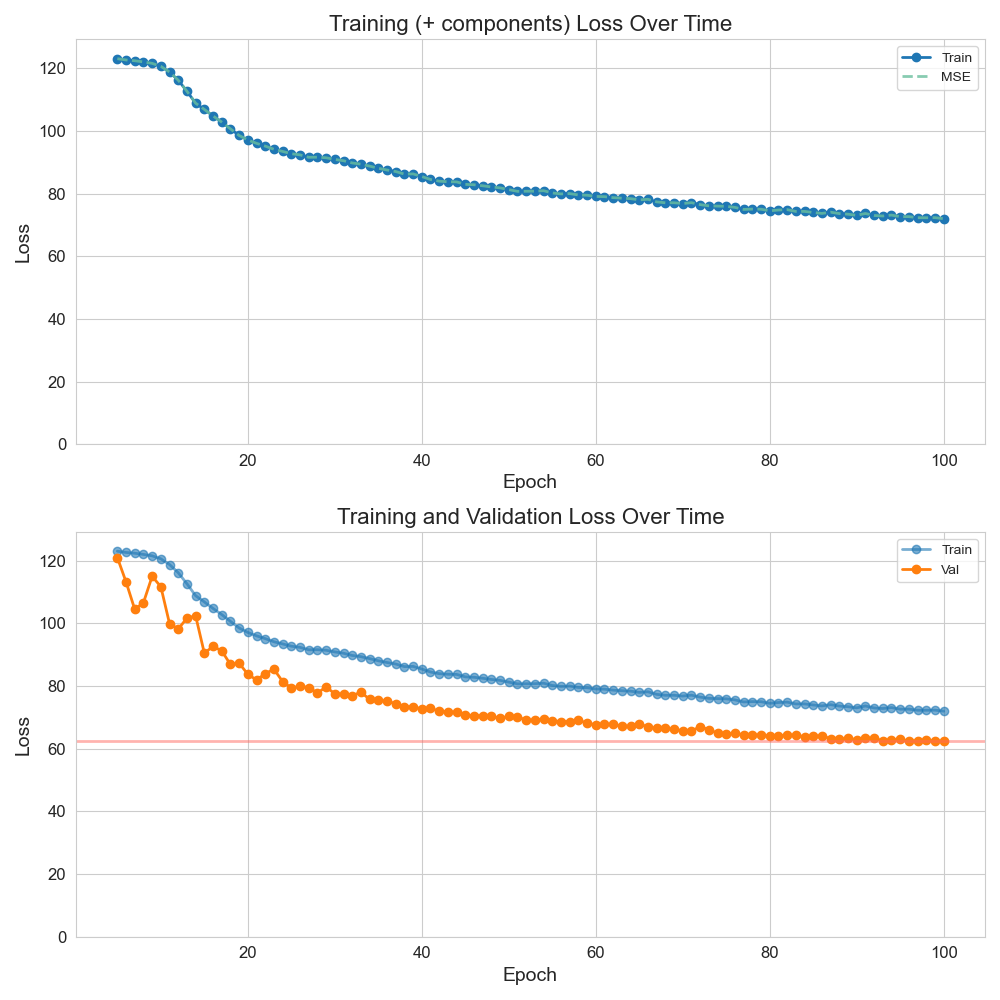 Training (+ components) Loss Over Time
Train
MSE
120
100
80
60
40
20
0
Loss
20 40 60 80 100
Epoch
Training and Validation Loss Over Time
Train
Val
120
100
80
60
40
20
0
Loss
20 40 60 80 100
Epoch